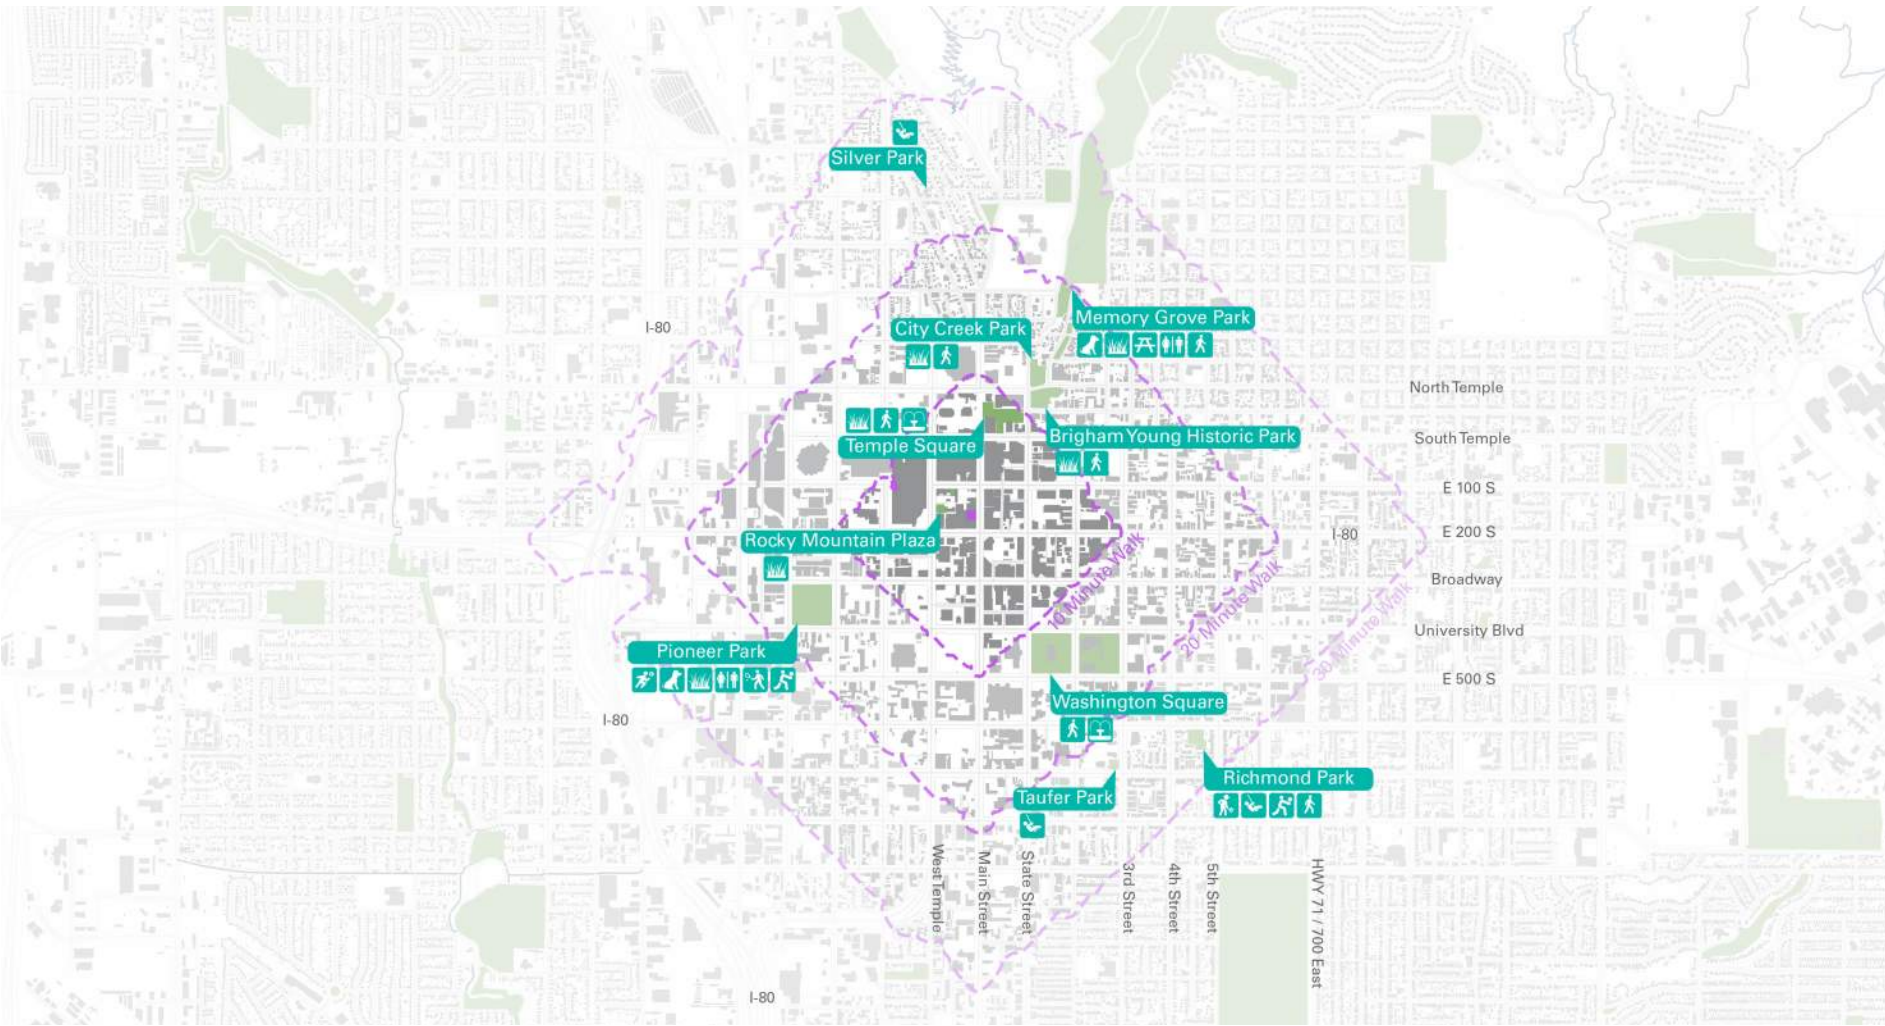 Silver Park
I-80
City Creek Park
Memory Grove Park
North Temple
Temple Square
Brigham Young Historic Park
South Temple
E 100 S
Rocky Mountain Plaza
I-80
E 200 S
10 Minute Walk
20 Minute Walk
30 Minute Walk
Broadway
Pioneer Park
University Blvd
E 500 S
Washington Square
I-80
Richmond Park
Taufer Park
West Temple
Main Street
State Street
3rd Street
4th Street
5th Street
HWY 71 / 700 East
I-80